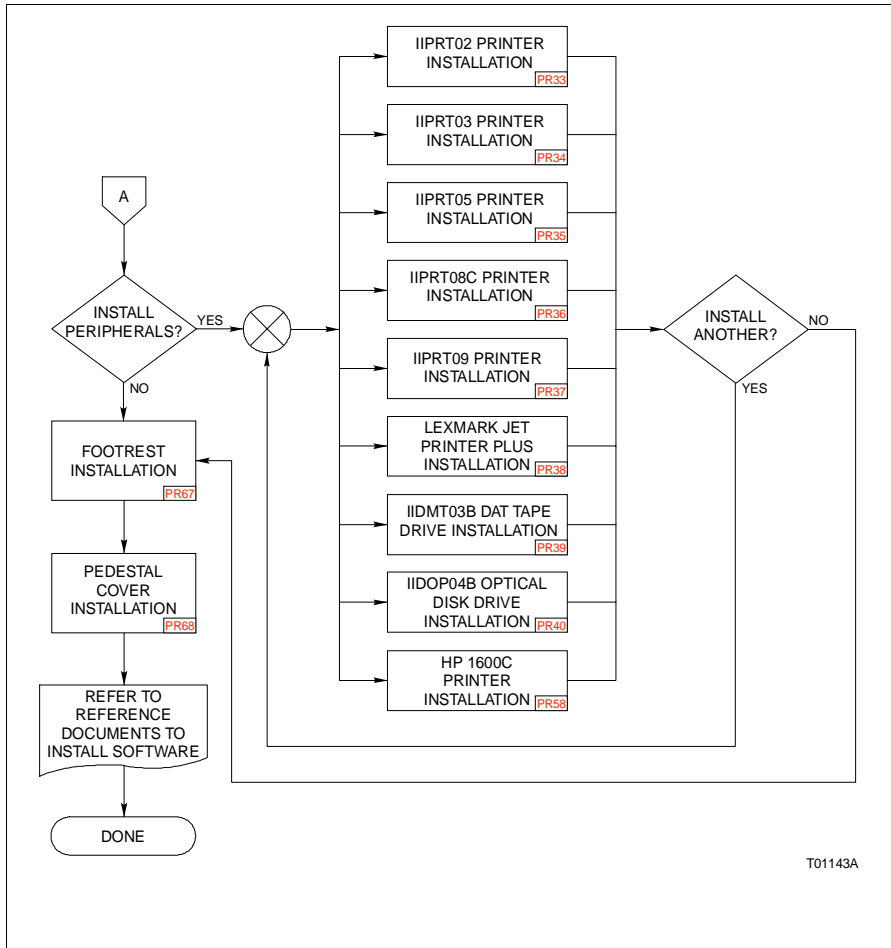 A
INSTALL
PERIPHERALS?
YES
NO
FOOTREST
INSTALLATION
PR67
PEDESTAL
COVER
INSTALLATION
PR68
REFER TO
REFERENCE
DOCUMENTS TO
INSTALL SOFTWARE
DONE
IIPRT02 PRINTER
INSTALLATION
PR33
IIPRT03 PRINTER
INSTALLATION
PR34
IIPRT05 PRINTER
INSTALLATION
PR35
IIPRT08C PRINTER
INSTALLATION
PR36
IIPRT09 PRINTER
INSTALLATION
PR37
LEXMARK JET
PRINTER PLUS
INSTALLATION
PR38
IIDMT03B DAT TAPE
DRIVE INSTALLATION
PR39
IIDOP04B OPTICAL
DISK DRIVE
INSTALLATION
PR40
HP 1600C
PRINTER
INSTALLATION
PR58
INSTALL
ANOTHER?
NO
YES
T01143A